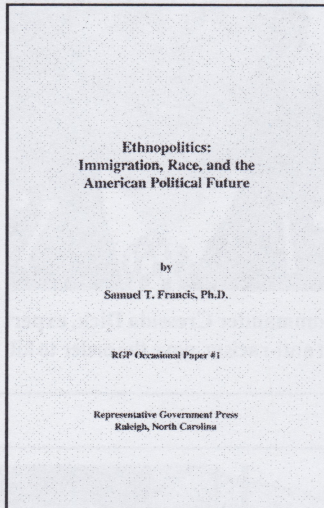 Ethnopolitics:
Immigration, Race, and the
American Political Future
by
Samuel T. Francis, Ph.D.
RGP Occasional Paper #1
Representative Government Press
Raleigh, North Carolina